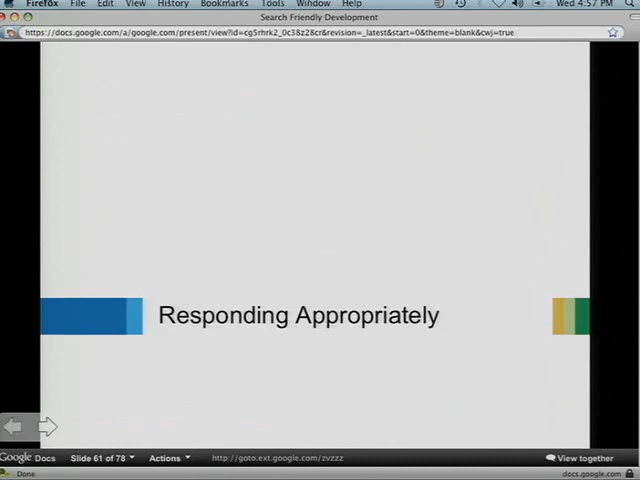 Firefox File Edit View History Bookmarks Tools Window Help Wed 4:57 PM
Search Friendly Development
https://docs.google.com/a/google.com/present/view?id=cg5rhrk2_0c38z28cr&revision=_latest&start=0&theme=blank&cwj=true
Responding Appropriately
Google Docs Slide 61 of 78 Actions http://goto.ext.google.com/zvzzz View together
Done docs.google.com